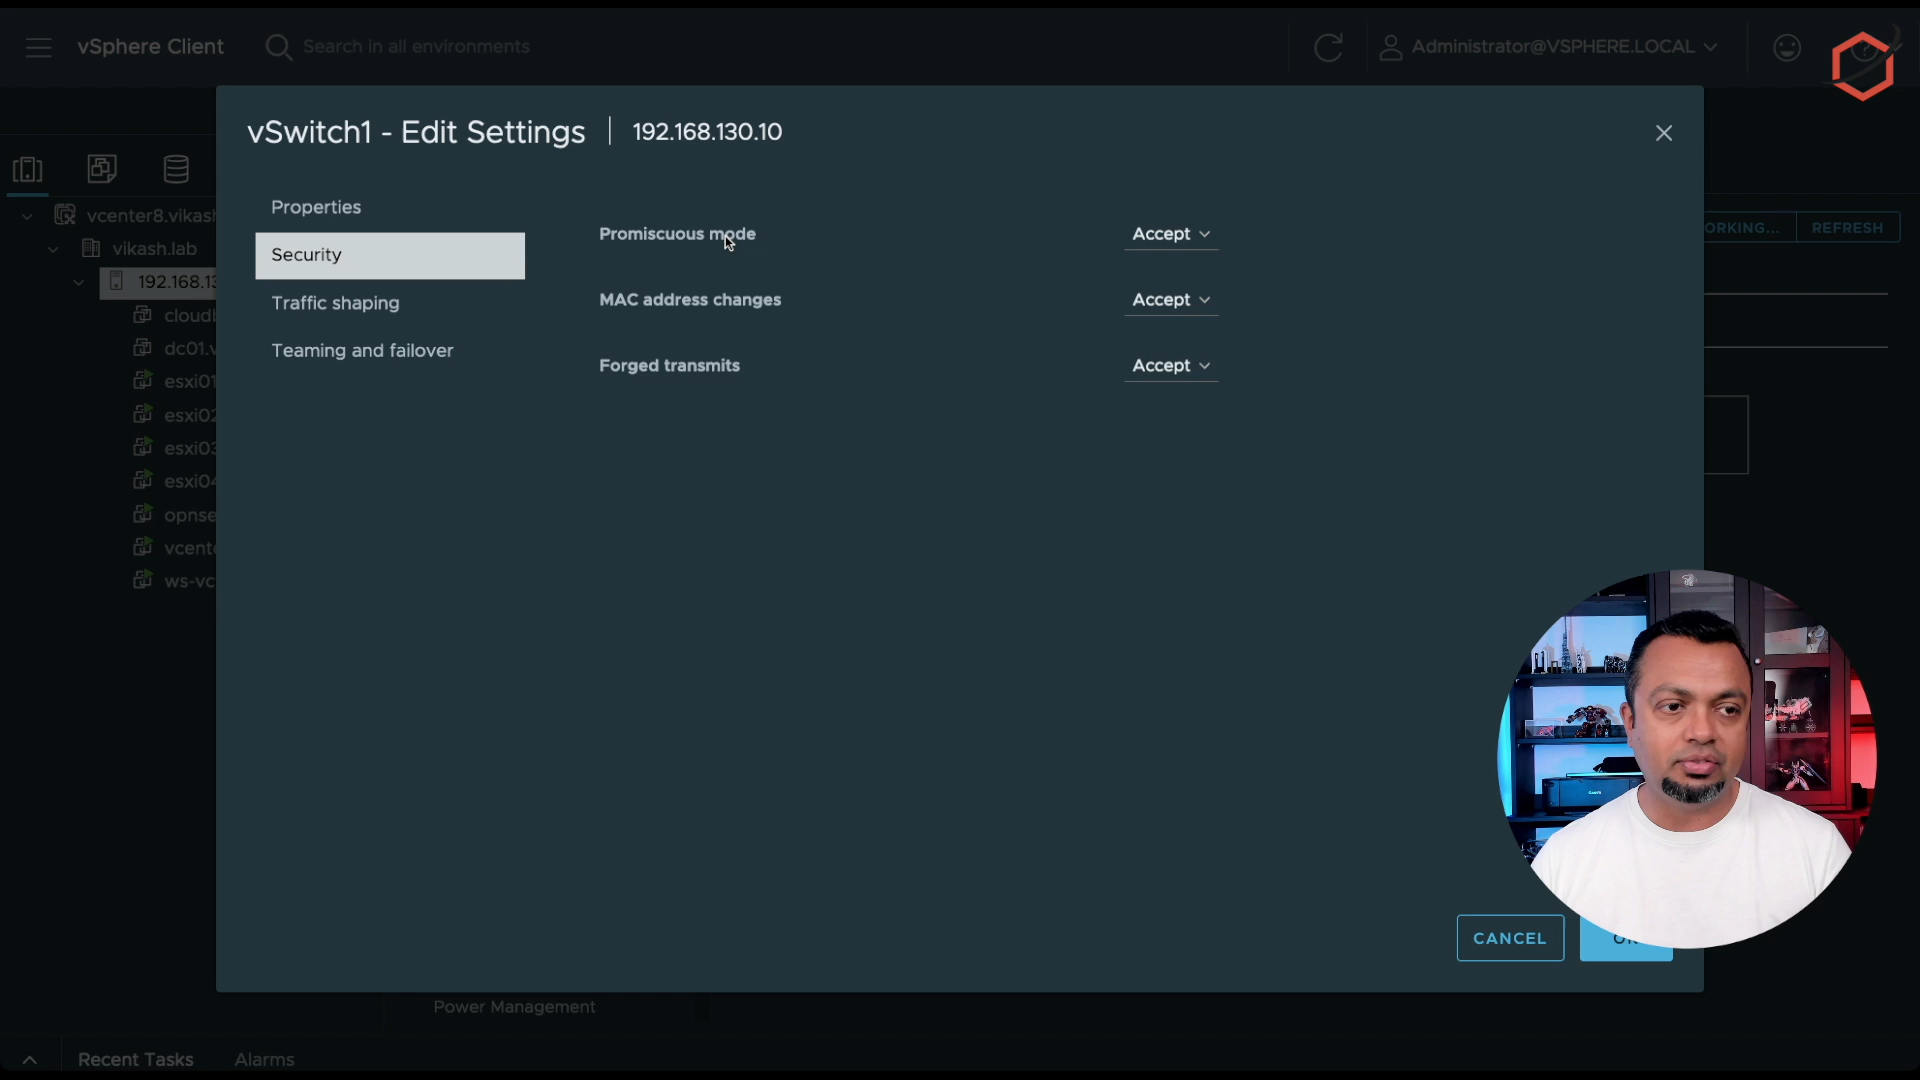 vSphere Client
Search in all environments
Administrator@VSPHERE.LOCAL
vSwitch1 - Edit Settings
192.168.130.10
Properties
Security
Traffic shaping
Teaming and failover
Promiscuous mode
Accept
MAC address changes
Accept
Forged transmits
Accept
vcenter8.vikash
vikash.lab
192.168.13
cloudb
dc01.v
esxi01
esxi02
esxi03
esxi04
opnse
vcente
ws-vc
ORKING...
REFRESH
CANCEL
Power Management
Recent Tasks
Alarms